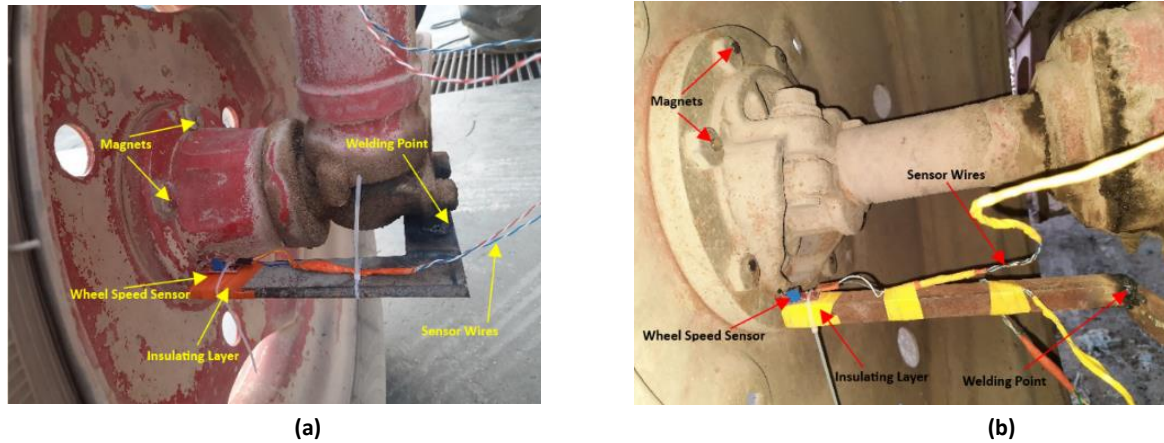 Magnets
Welding Point
Wheel Speed Sensor
Sensor Wires
Insulating Layer
(a)
Magnets
Sensor Wires
Wheel Speed Sensor
Insulating Layer
Welding Point
(b)